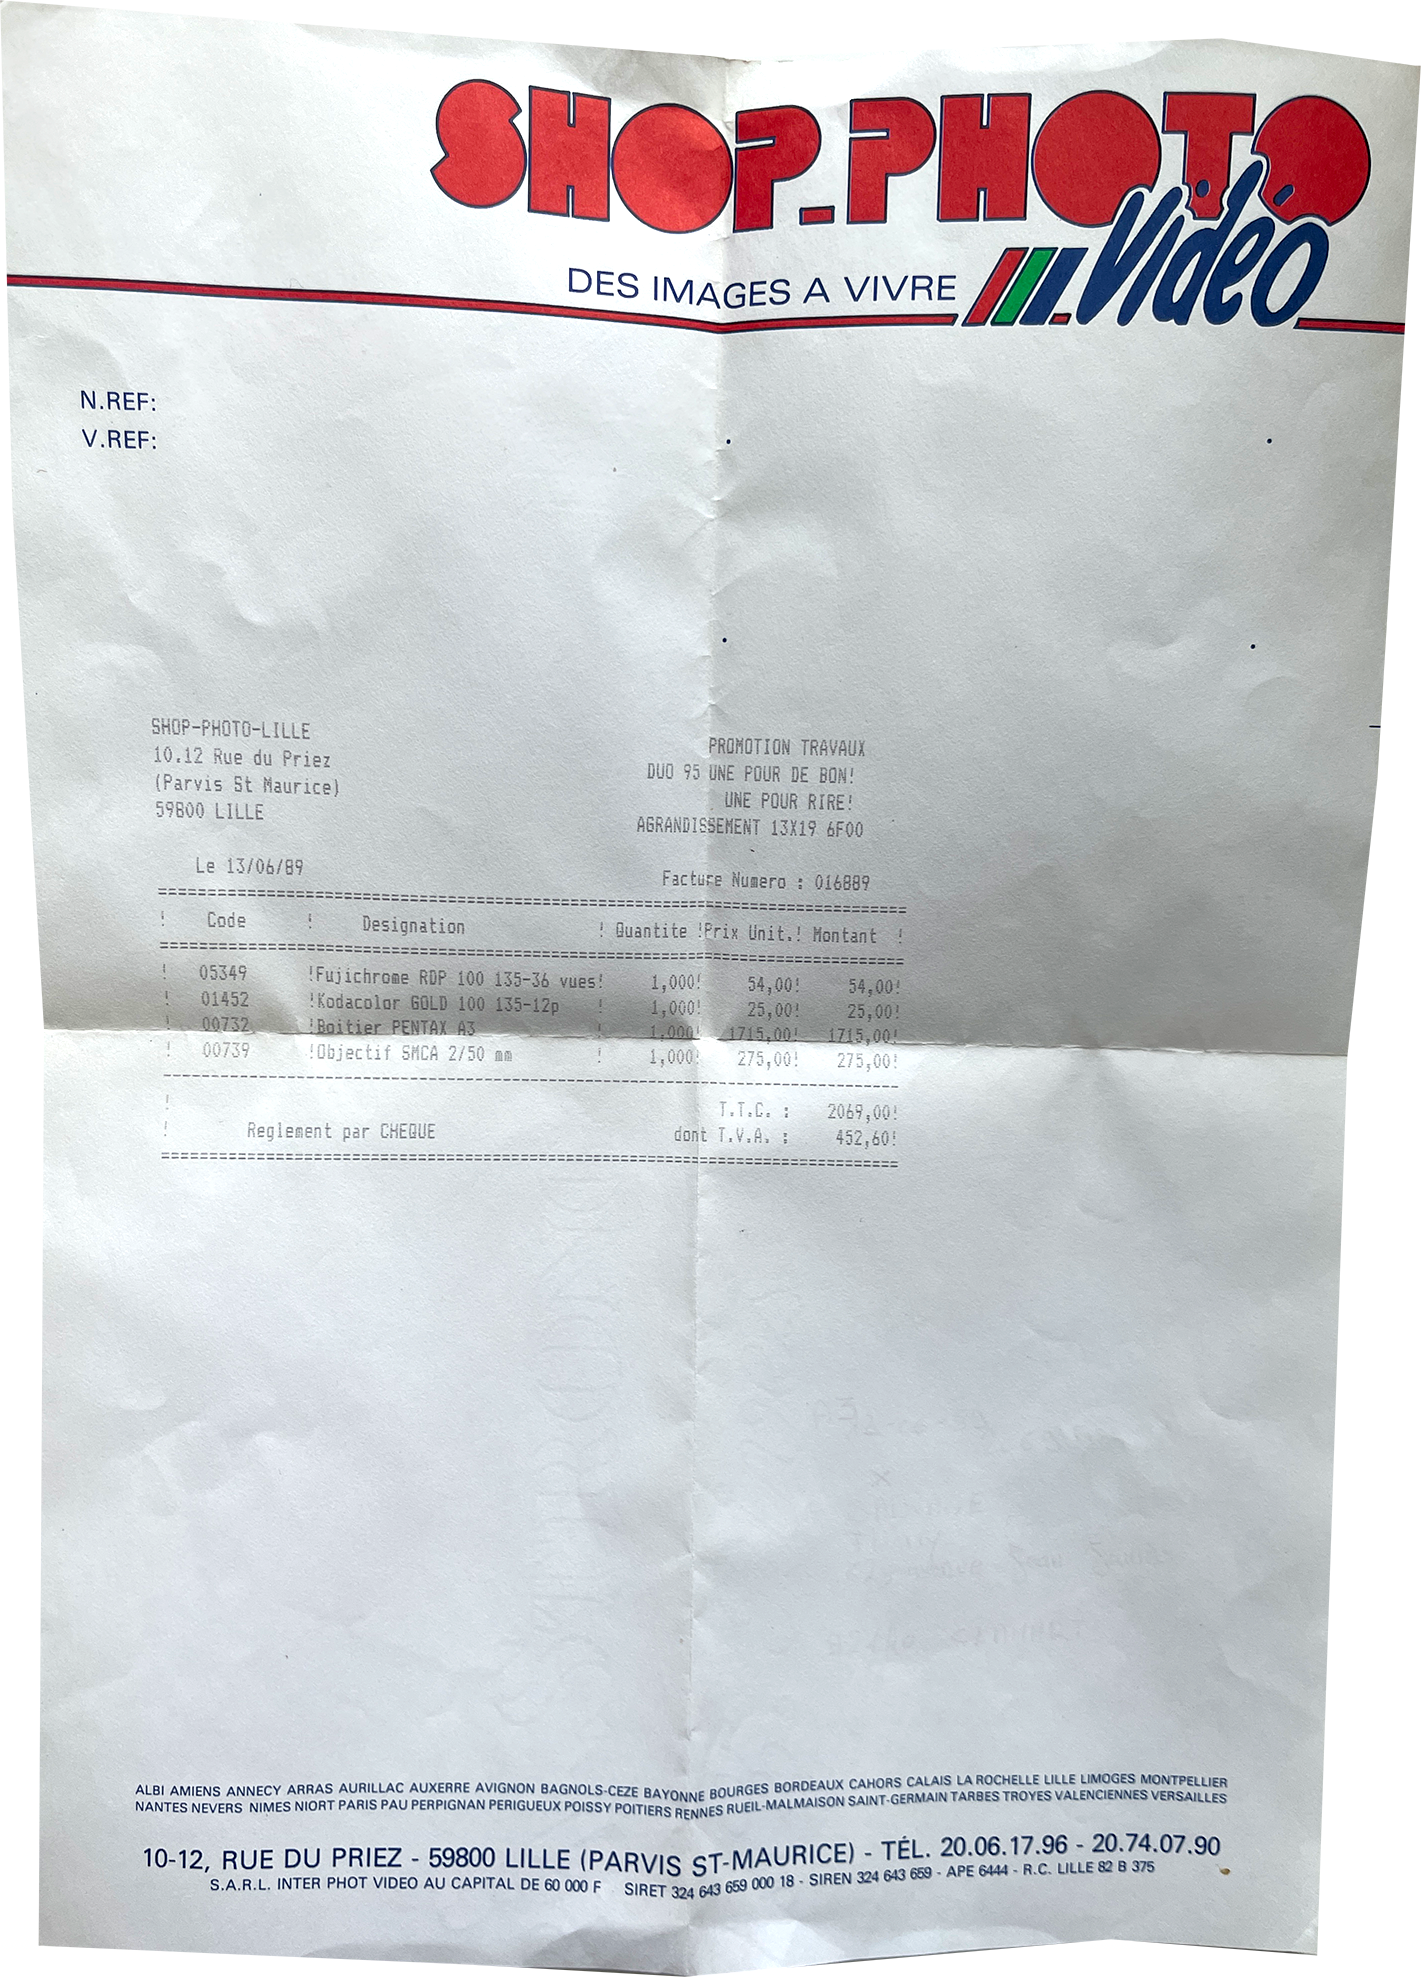 SHOP-PHOTO
Vidéo
DES IMAGES A VIVRE
N.REF:
V.REF:
SHOP-PHOTO-LILLE
10.12 Rue du Priez
(Parvis St Maurice)
59800 LILLE
PROMOTION TRAVAUX
DUO 95 UNE POUR DE BON!
UNE POUR RIRE!
AGRANDISSEMENT 13X19 6F00
Le 13/06/89 Facture Numero : 016889
! Code ! Designation ! Quantite !Prix Unit.! Montant !
! 05349 !Fujichrome RDP 100 135-36 vues! 1,000! 54,00! 54,00!
! 01452 !Kodacolor GOLD 100 135-12p ! 1,000! 25,00! 25,00!
! 00732 !Boitier PENTAX A3 ! 1,000! 1715,00! 1715,00!
! 00739 !Objectif SMCA 2/50 mm ! 1,000! 275,00! 275,00!
! T.T.C. : 2069,00!
! Reglement par CHEQUE dont T.V.A. : 452,60!
ALBI AMIENS ANNECY ARRAS AURILLAC AUXERRE AVIGNON BAGNOLS-CEZE BAYONNE BOURGES BORDEAUX CAHORS CALAIS LA ROCHELLE LILLE LIMOGES MONTPELLIER
NANTES NEVERS NIMES NIORT PARIS PAU PERPIGNAN PERIGUEUX POISSY POITIERS RENNES RUEIL-MALMAISON SAINT-GERMAIN TARBES TROYES VALENCIENNES VERSAILLES
10-12, RUE DU PRIEZ - 59800 LILLE (PARVIS ST-MAURICE) - TÉL. 20.06.17.96 - 20.74.07.90
S.A.R.L. INTER PHOT VIDEO AU CAPITAL DE 60 000 F SIRET 324 643 659 000 18 - SIREN 324 643 659 - APE 6444 - R.C. LILLE 82 B 375